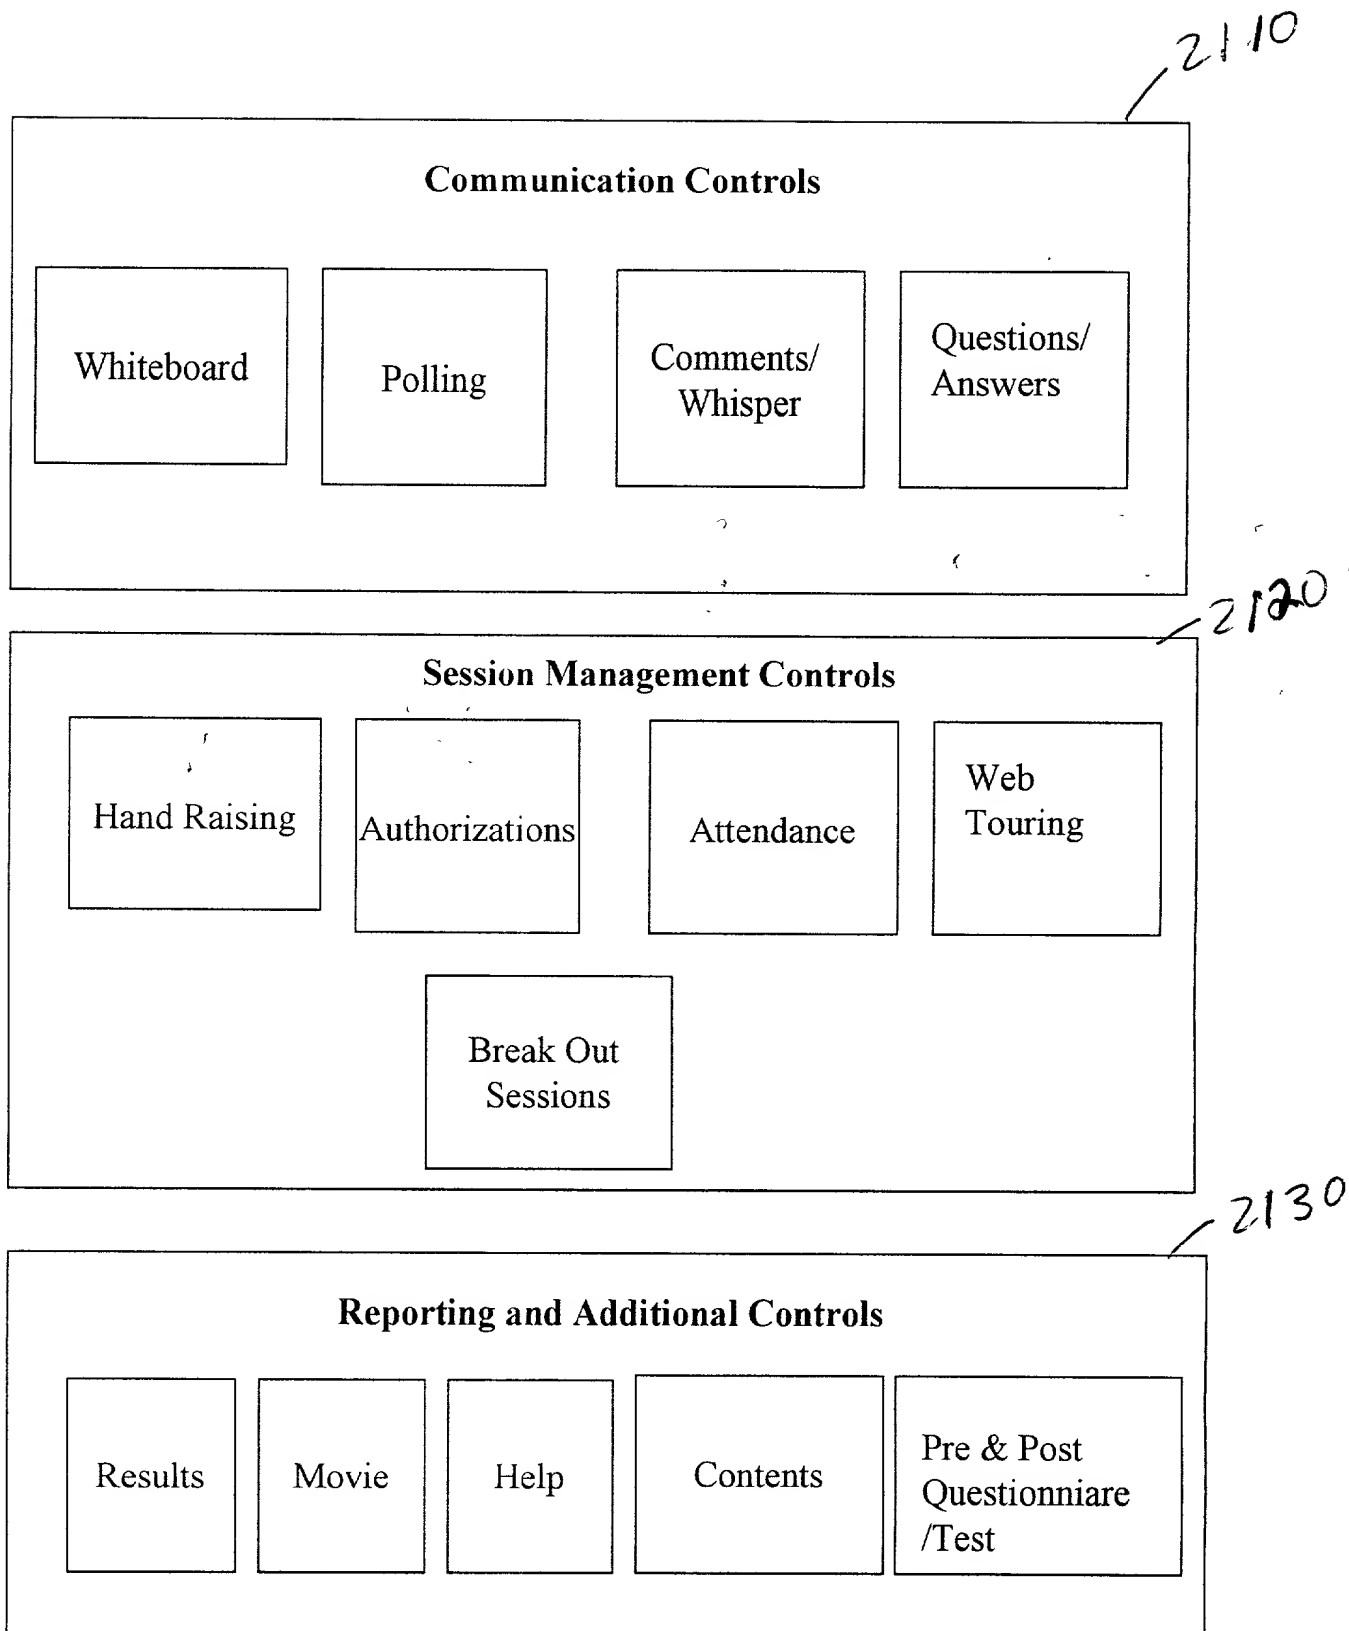 2110
Communication Controls
Whiteboard
Polling
Comments/
Whisper
Questions/
Answers
2120
Session Management Controls
Hand Raising
Authorizations
Attendance
Web
Touring
Break Out
Sessions
2130
Reporting and Additional Controls
Results
Movie
Help
Contents
Pre & Post
Questionniare
/Test